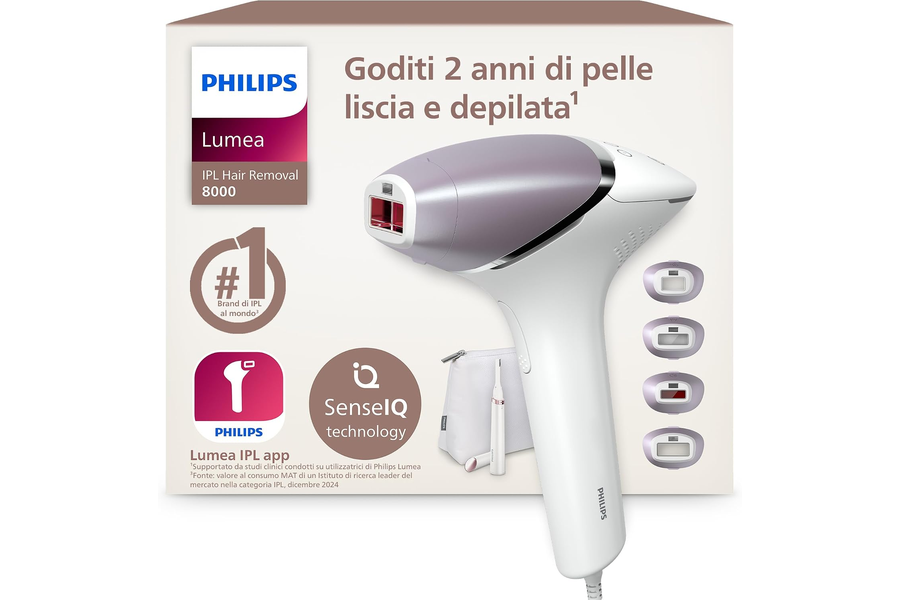 PHILIPS
Lumea
IPL Hair Removal
8000
Goditi 2 anni di pelle
liscia e depilata¹
#1
Brand di IPL
al mondo²
PHILIPS
Lumea IPL app
SenseIQ
technology
¹Supportato da studi clinici condotti su utilizzatrici di Philips Lumea
²Fonte: valore al consumo MAT di un Istituto di ricerca leader del
mercato nella categoria IPL, dicembre 2024
PHILIPS